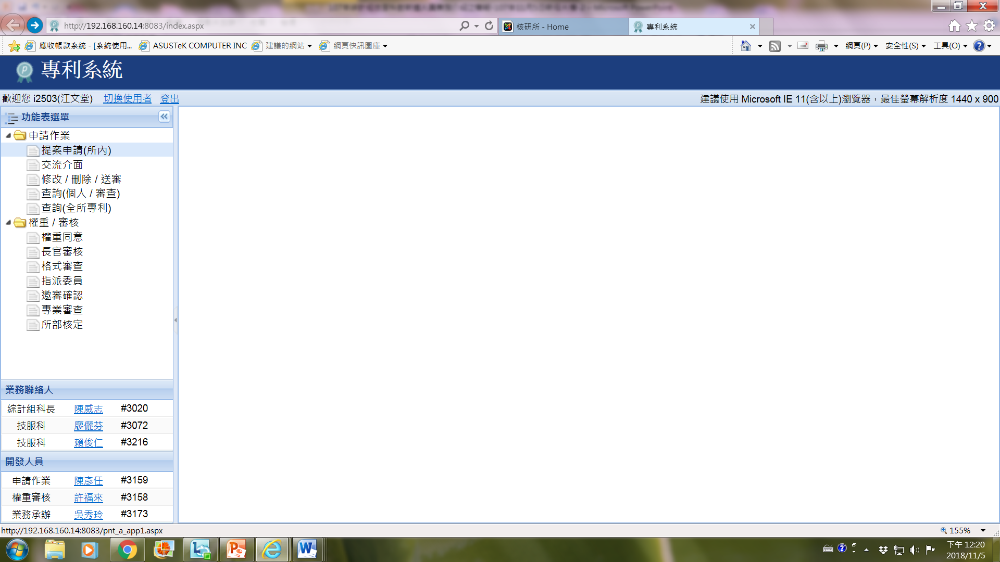 http://192.168.160.14:8083/index.aspx
核研所 - Home
專利系統
應收帳款系統 - [系統使用...
ASUSTeK COMPUTER INC
建議的網站
網頁快訊圖庫
網頁(P)
安全性(S)
工具(O)
專利系統
歡迎您 i2503(江文堂) 切換使用者 登出
建議使用 Microsoft IE 11(含以上)瀏覽器，最佳螢幕解析度 1440 x 900
功能表選單
申請作業
提案申請(所內)
交流介面
修改 / 刪除 / 送審
查詢(個人 / 審查)
查詢(全所專利)
權重 / 審核
權重同意
長官審核
格式審查
指派委員
邀審確認
專業審查
所部核定
業務聯絡人
綜計組科長 陳威志 #3020
技服科 廖儷芬 #3072
技服科 賴俊仁 #3216
開發人員
申請作業 陳彥任 #3159
權重審核 許福來 #3158
業務承辦 吳秀玲 #3173
http://192.168.160.14:8083/pnt_a_app1.aspx
155%
下午 12:20
2018/11/5